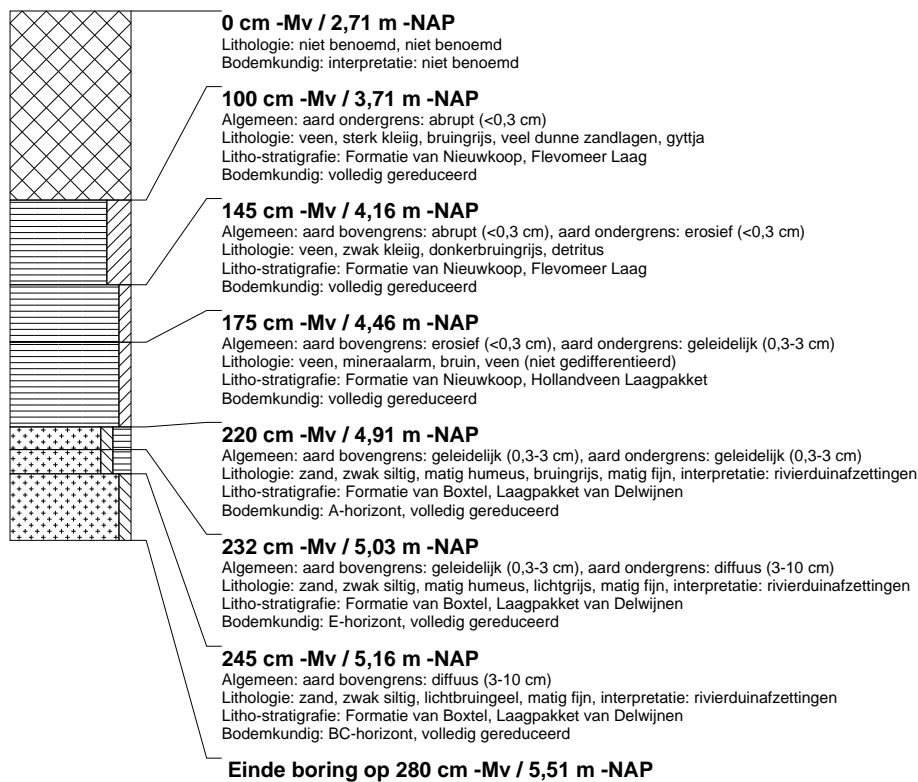 0 cm -Mv / 2,71 m -NAP
Lithologie: niet benoemd, niet benoemd
Bodemkundig: interpretatie: niet benoemd
100 cm -Mv / 3,71 m -NAP
Algemeen: aard ondergrens: abrupt (<0,3 cm)
Lithologie: veen, sterk kleiig, bruingrijs, veel dunne zandlagen, gyttja
Litho-stratigrafie: Formatie van Nieuwkoop, Flevomeer Laag
Bodemkundig: volledig gereduceerd
145 cm -Mv / 4,16 m -NAP
Algemeen: aard bovengrens: abrupt (<0,3 cm), aard ondergrens: erosief (<0,3 cm)
Lithologie: veen, zwak kleiig, donkerbruingrijs, detritus
Litho-stratigrafie: Formatie van Nieuwkoop, Flevomeer Laag
Bodemkundig: volledig gereduceerd
175 cm -Mv / 4,46 m -NAP
Algemeen: aard bovengrens: erosief (<0,3 cm), aard ondergrens: geleidelijk (0,3-3 cm)
Lithologie: veen, mineraalarm, bruin, veen (niet gedifferentieerd)
Litho-stratigrafie: Formatie van Nieuwkoop, Hollandveen Laagpakket
Bodemkundig: volledig gereduceerd
220 cm -Mv / 4,91 m -NAP
Algemeen: aard bovengrens: geleidelijk (0,3-3 cm), aard ondergrens: geleidelijk (0,3-3 cm)
Lithologie: zand, zwak siltig, matig humeus, bruingrijs, matig fijn, interpretatie: rivierduinafzettingen
Litho-stratigrafie: Formatie van Boxtel, Laagpakket van Delwijnen
Bodemkundig: A-horizont, volledig gereduceerd
232 cm -Mv / 5,03 m -NAP
Algemeen: aard bovengrens: geleidelijk (0,3-3 cm), aard ondergrens: diffuus (3-10 cm)
Lithologie: zand, zwak siltig, matig humeus, lichtgrijs, matig fijn, interpretatie: rivierduinafzettingen
Litho-stratigrafie: Formatie van Boxtel, Laagpakket van Delwijnen
Bodemkundig: E-horizont, volledig gereduceerd
245 cm -Mv / 5,16 m -NAP
Algemeen: aard bovengrens: diffuus (3-10 cm)
Lithologie: zand, zwak siltig, lichtbruingeel, matig fijn, interpretatie: rivierduinafzettingen
Litho-stratigrafie: Formatie van Boxtel, Laagpakket van Delwijnen
Bodemkundig: BC-horizont, volledig gereduceerd
Einde boring op 280 cm -Mv / 5,51 m -NAP